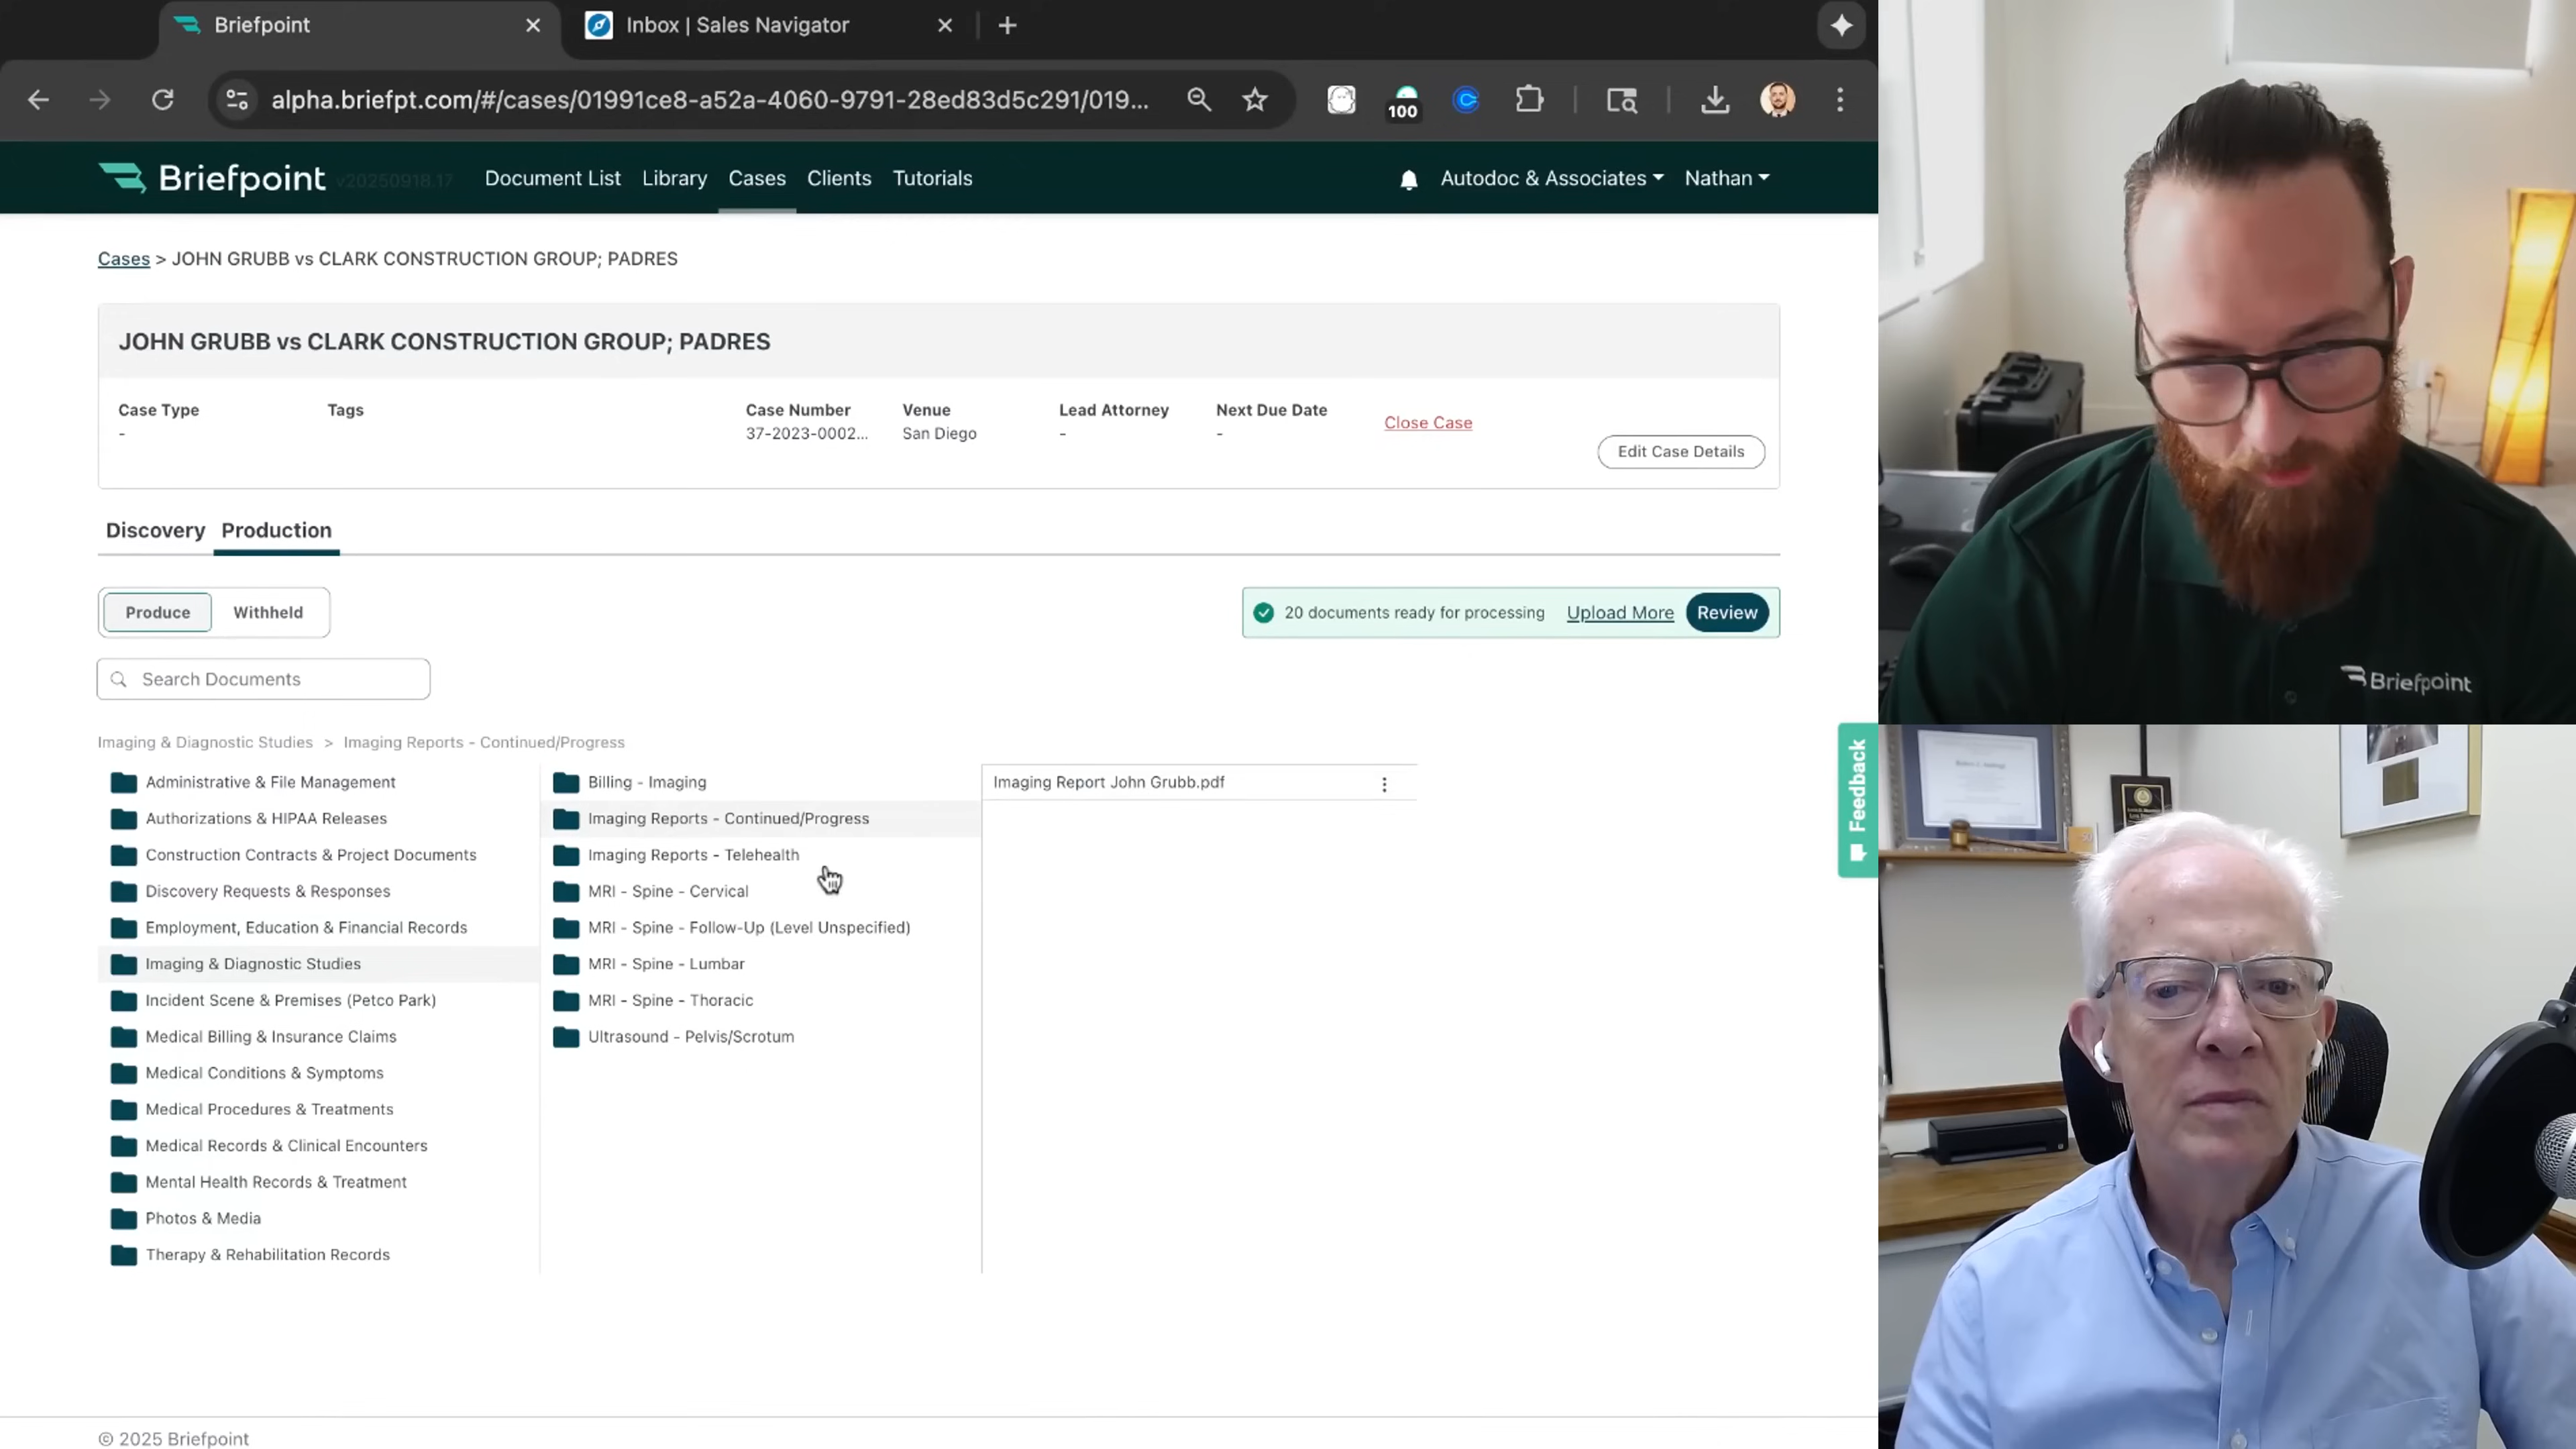 Briefpoint
Inbox | Sales Navigator
alpha.briefpt.com/#/cases/01991ce8-a52a-4060-9791-28ed83d5c291/019...
100
Briefpoint v20250918.17 Document List Library Cases Clients Tutorials Autodoc & Associates Nathan
Cases > JOHN GRUBB vs CLARK CONSTRUCTION GROUP; PADRES
JOHN GRUBB vs CLARK CONSTRUCTION GROUP; PADRES
Case Type Tags Case Number Venue Lead Attorney Next Due Date Close Case
- 37-2023-0002... San Diego - -
Edit Case Details
Discovery Production
Produce Withheld 20 documents ready for processing Upload More Review
Search Documents
Imaging & Diagnostic Studies > Imaging Reports - Continued/Progress
Administrative & File Management
Authorizations & HIPAA Releases
Construction Contracts & Project Documents
Discovery Requests & Responses
Employment, Education & Financial Records
Imaging & Diagnostic Studies
Incident Scene & Premises (Petco Park)
Medical Billing & Insurance Claims
Medical Conditions & Symptoms
Medical Procedures & Treatments
Medical Records & Clinical Encounters
Mental Health Records & Treatment
Photos & Media
Therapy & Rehabilitation Records
Billing - Imaging
Imaging Reports - Continued/Progress
Imaging Reports - Telehealth
MRI - Spine - Cervical
MRI - Spine - Follow-Up (Level Unspecified)
MRI - Spine - Lumbar
MRI - Spine - Thoracic
Ultrasound - Pelvis/Scrotum
Imaging Report John Grubb.pdf
Feedback
© 2025 Briefpoint
Briefpoint